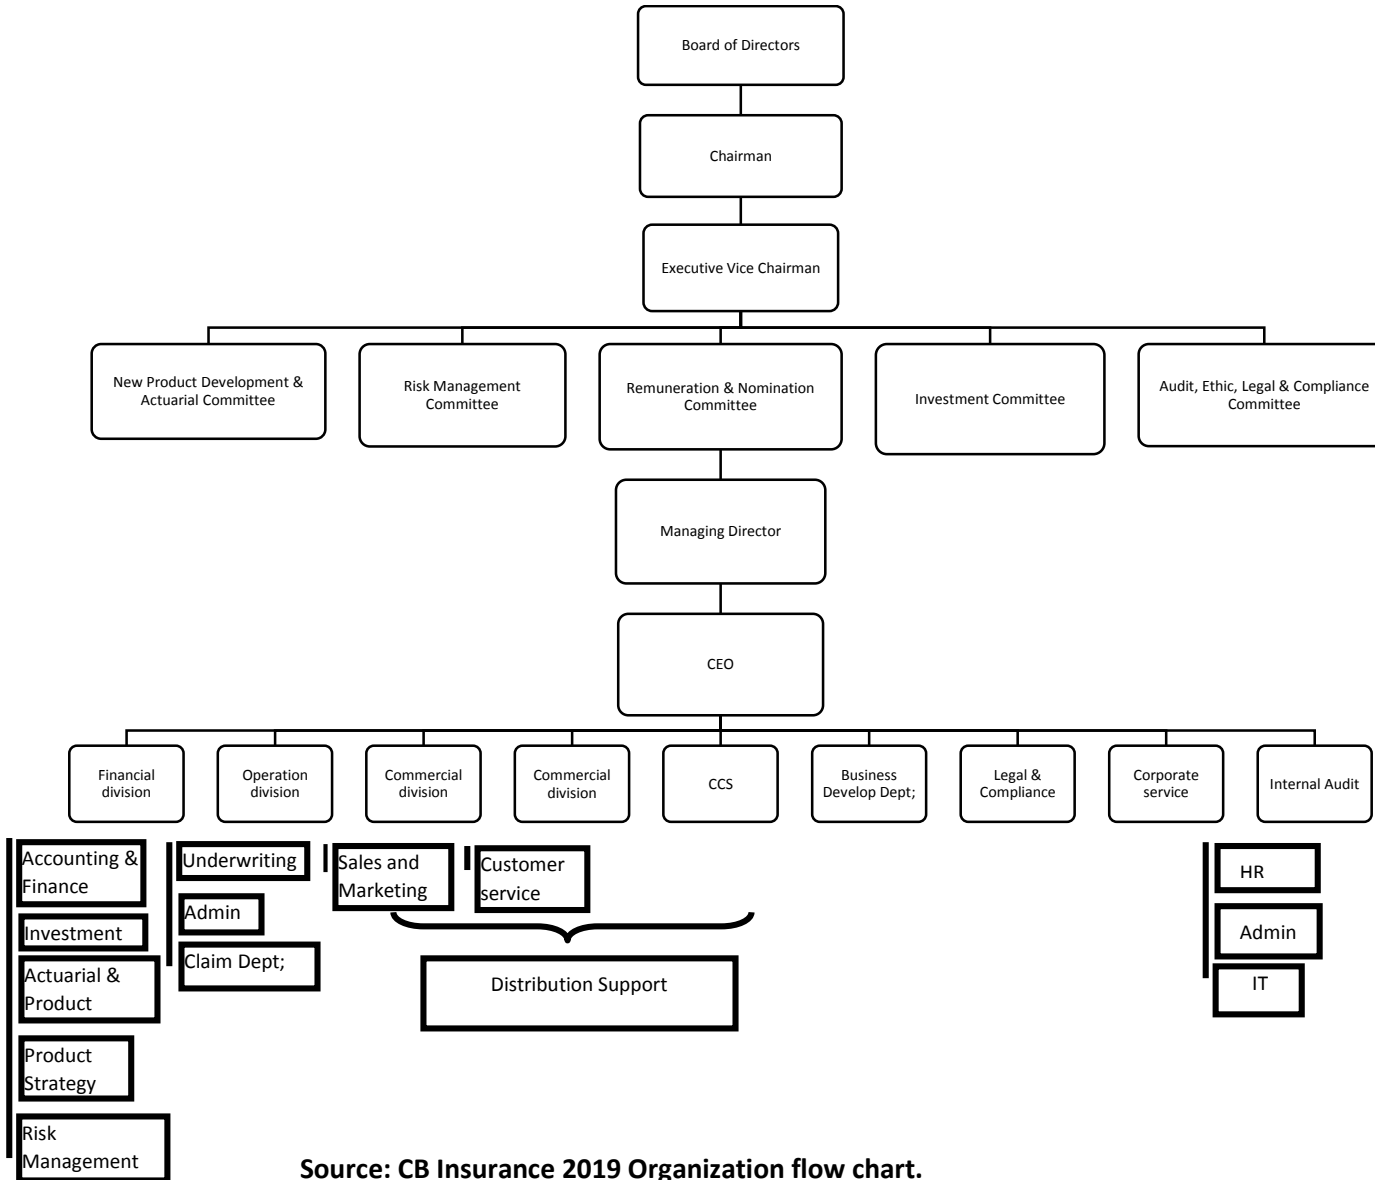 Board of Directors
Chairman
Executive Vice Chairman
New Product Development &
Actuarial Committee
Risk Management
Committee
Remuneration & Nomination
Committee
Investment Committee
Audit, Ethic, Legal & Compliance
Committee
Managing Director
CEO
Financial
division
Operation
division
Commercial
division
Commercial
division
CCS
Business
Develop Dept;
Legal &
Compliance
Corporate
service
Internal Audit
Accounting &
Finance
Investment
Actuarial &
Product
Product
Strategy
Risk
Management
Underwriting
Admin
Claim Dept;
Sales and
Marketing
Customer
service
Distribution Support
HR
Admin
IT
Source: CB Insurance 2019 Organization flow chart.